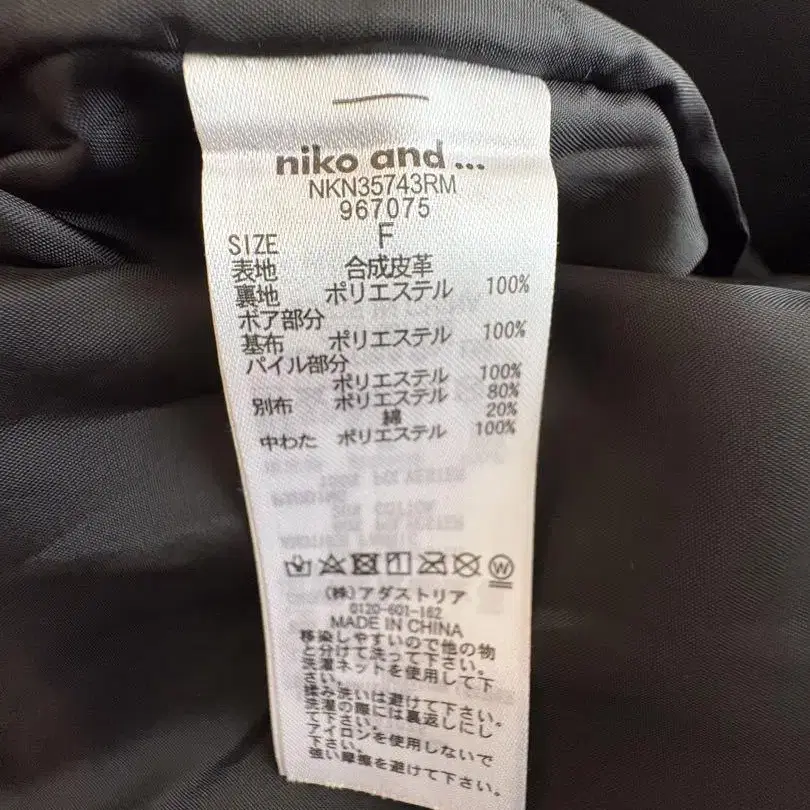 niko and ...
NKN35743RM
967075
SIZE F
表地 合成皮革
裏地 ポリエステル 100%
ボア部分
基布 ポリエステル 100%
パイル部分
ポリエステル 100%
別布 ポリエステル 80%
綿 20%
中わた ポリエステル 100%
(株)アダストリア
0120-601-162
MADE IN CHINA
移染しやすいので他の物
と分けて洗って下さい。
洗濯ネットを使用して下
さい。
揉み洗いは避けて下さい。
洗濯の際には裏返しにし
て下さい。
アイロンを使用しないで
下さい。
強い摩擦を避けて下さい。